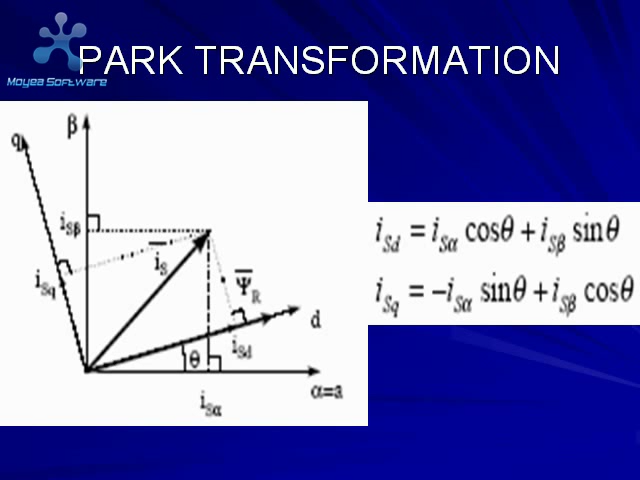 PARK TRANSFORMATION
Moyea Software
q
β
i_Sβ
i_S
i_Sq
Ψ_R
d
i_Sd
θ
α=a
i_Sα
i_Sd = i_Sα cosθ + i_Sβ sinθ
i_Sq = –i_Sα sinθ + i_Sβ cosθ